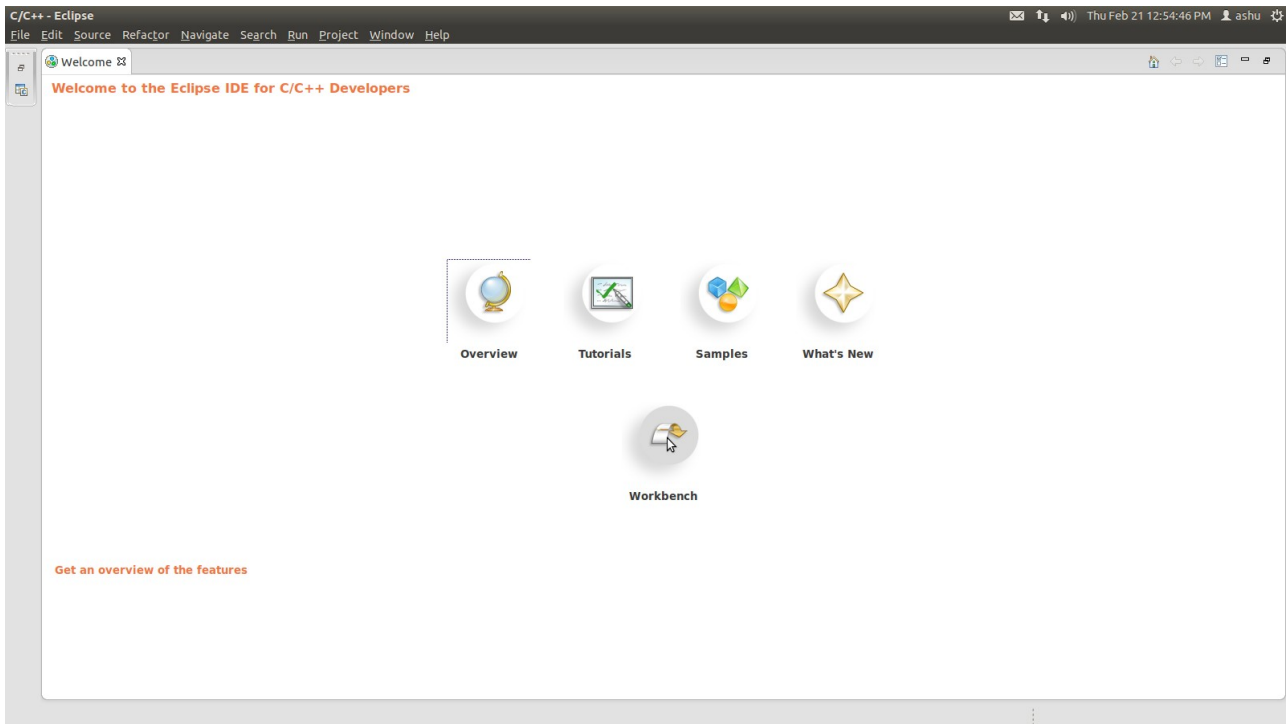 C/C++ - Eclipse
Thu Feb 21 12:54:46 PM ashu
File Edit Source Refactor Navigate Search Run Project Window Help
Welcome
Welcome to the Eclipse IDE for C/C++ Developers
Overview Tutorials Samples What's New
Workbench
Get an overview of the features